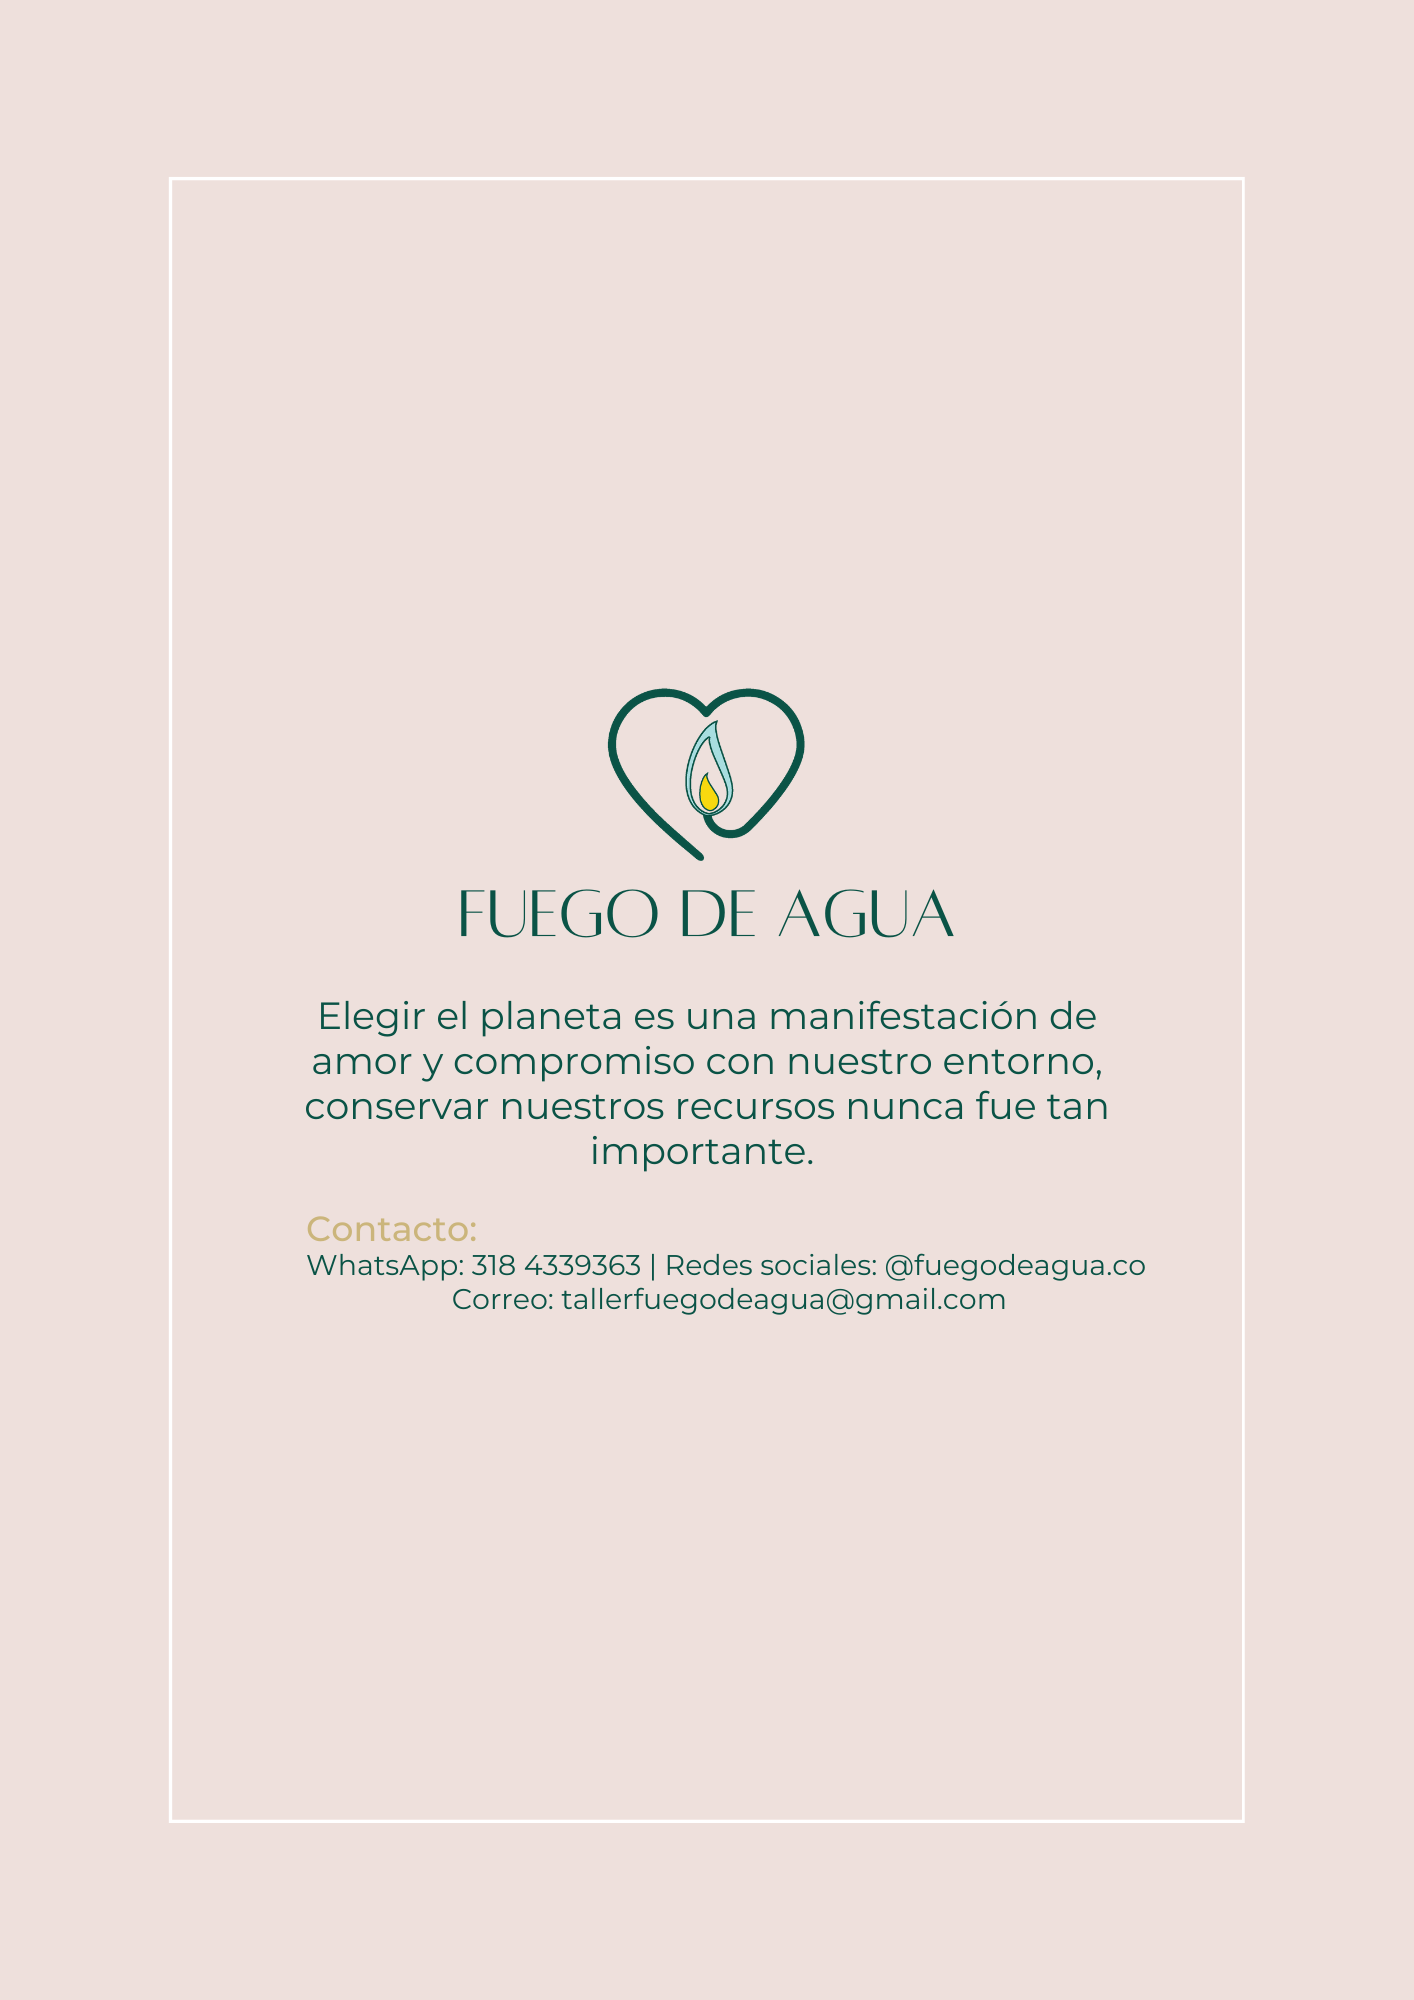 FUEGO DE AGUA
Elegir el planeta es una manifestación de
amor y compromiso con nuestro entorno,
conservar nuestros recursos nunca fue tan
importante.
Contacto:
WhatsApp: 318 4339363 | Redes sociales: @fuegodeagua.co
Correo: tallerfuegodeagua@gmail.com